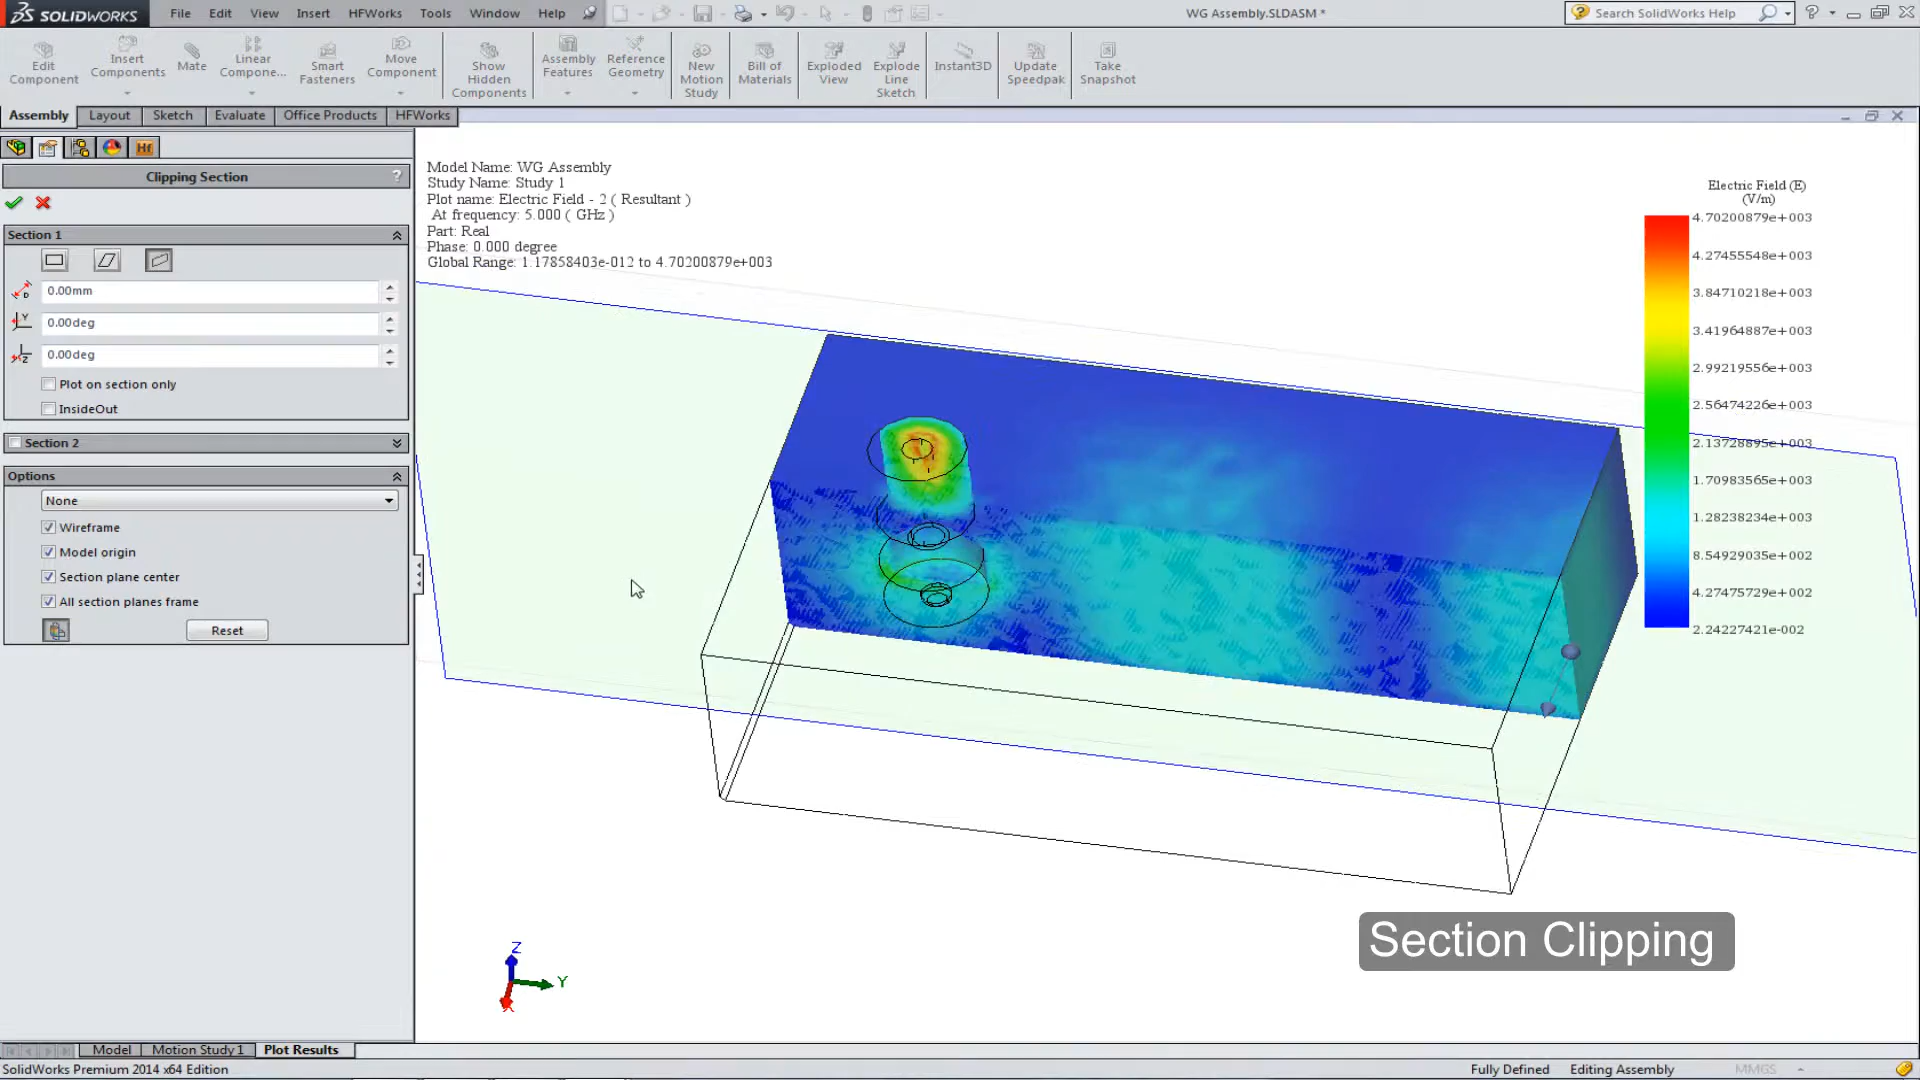 SOLIDWORKS
File Edit View Insert HFWorks Tools Window Help
WG Assembly.SLDASM *
Search SolidWorks Help
Edit Component
Insert Components
Mate
Linear Compone...
Smart Fasteners
Move Component
Show Hidden Components
Assembly Features
Reference Geometry
New Motion Study
Bill of Materials
Exploded View
Explode Line Sketch
Instant3D
Update Speedpak
Take Snapshot
Assembly Layout Sketch Evaluate Office Products HFWorks
Clipping Section ?
Section 1
0.00mm
0.00deg
0.00deg
Plot on section only
InsideOut
Section 2
Options
None
Wireframe
Model origin
Section plane center
All section planes frame
Reset
Model Name: WG Assembly
Study Name: Study 1
Plot name: Electric Field - 2 ( Resultant )
At frequency: 5.000 ( GHz )
Part: Real
Phase: 0.000 degree
Global Range: 1.17858403e-012 to 4.70200879e+003
Electric Field (E)
(V/m)
4.70200879e+003
4.27455548e+003
3.84710218e+003
3.41964887e+003
2.99219556e+003
2.56474226e+003
2.13728895e+003
1.70983565e+003
1.28238234e+003
8.54929035e+002
4.27475729e+002
2.24227421e-002
Section Clipping
Z
Y
X
Model Motion Study 1 Plot Results
SolidWorks Premium 2014 x64 Edition
Fully Defined Editing Assembly MMGS